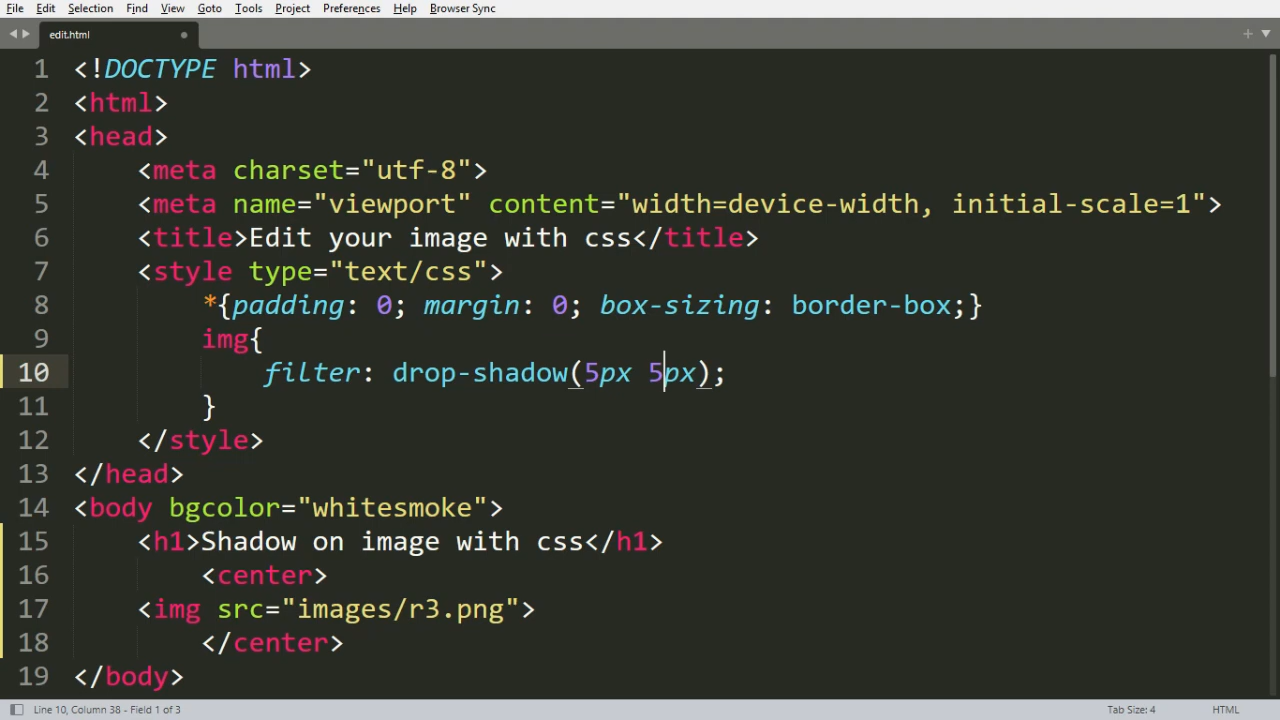 File Edit Selection Find View Goto Tools Project Preferences Help Browser Sync
edit.html
1 <!DOCTYPE html>
2 <html>
3 <head>
4 <meta charset="utf-8">
5 <meta name="viewport" content="width=device-width, initial-scale=1">
6 <title>Edit your image with css</title>
7 <style type="text/css">
8 *{padding: 0; margin: 0; box-sizing: border-box;}
9 img{
10 filter: drop-shadow(5px 5px);
11 }
12 </style>
13 </head>
14 <body bgcolor="whitesmoke">
15 <h1>Shadow on image with css</h1>
16 <center>
17 <img src="images/r3.png">
18 </center>
19 </body>
Line 10, Column 38 - Field 1 of 3 Tab Size: 4 HTML